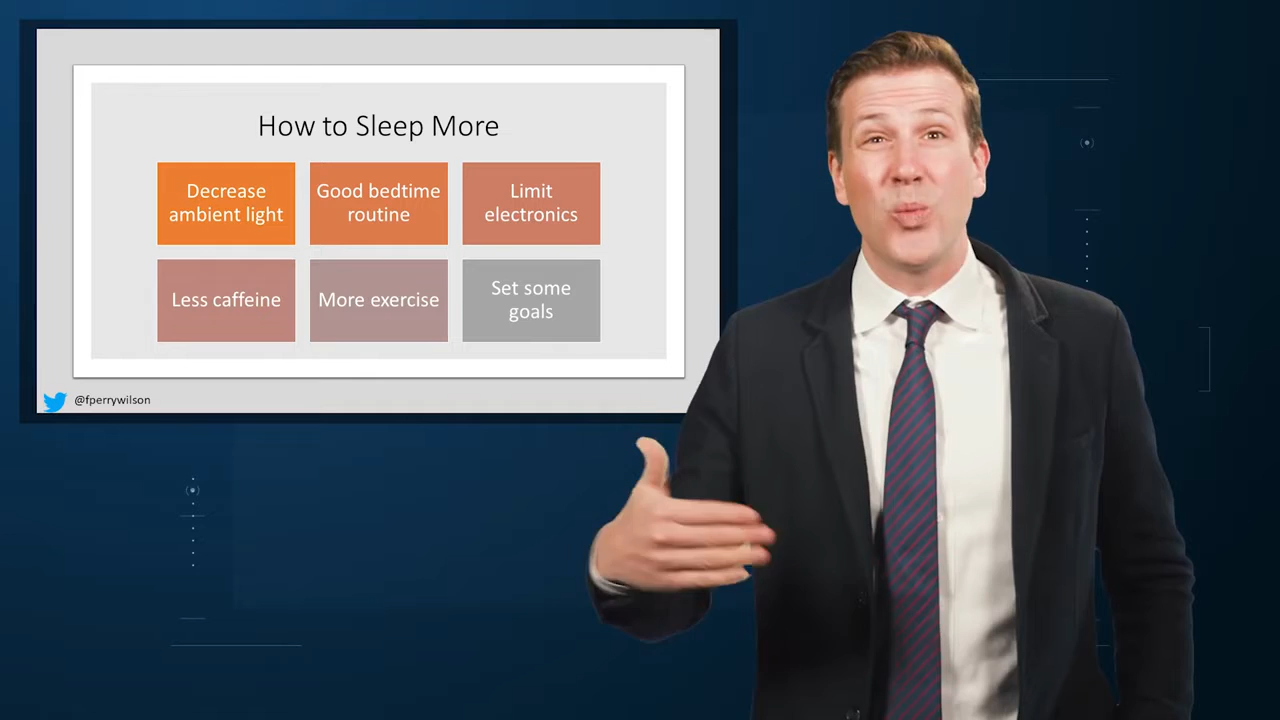 How to Sleep More
Decrease
ambient light
Good bedtime
routine
Limit
electronics
Less caffeine
More exercise
Set some
goals
@fperrywilson